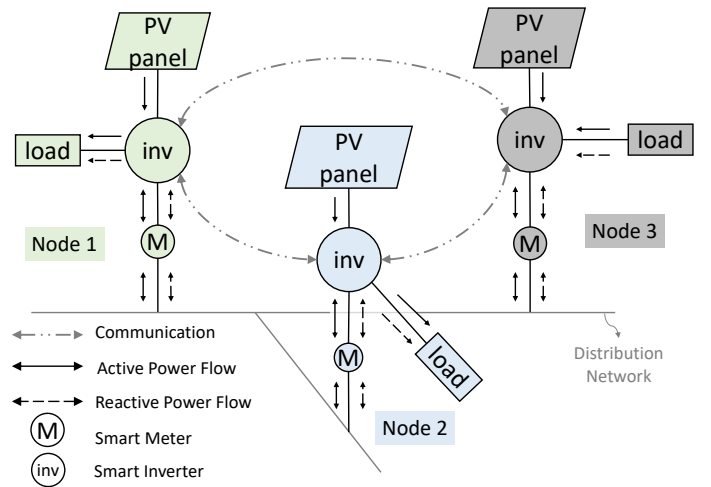 PV
panel
PV
panel
PV
panel
load
inv
inv
load
inv
Node 1
M
M
Node 3
M
load
Node 2
Communication
Active Power Flow
Reactive Power Flow
M
Smart Meter
inv
Smart Inverter
Distribution
Network